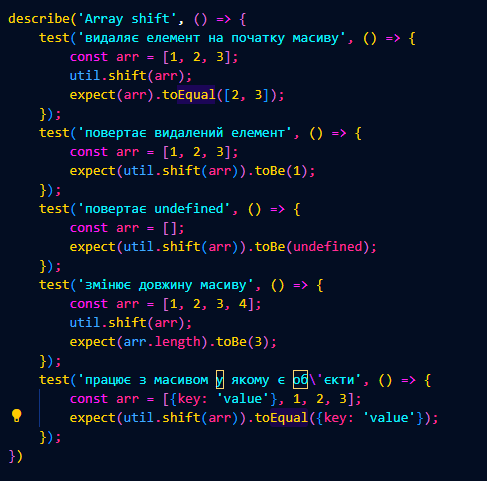 describe('Array shift', () => {
    test('видаляє елемент на початку масиву', () => {
        const arr = [1, 2, 3];
        util.shift(arr);
        expect(arr).toEqual([2, 3]);
    });
    test('повертає видалений елемент', () => {
        const arr = [1, 2, 3];
        expect(util.shift(arr)).toBe(1);
    });
    test('повертає undefined', () => {
        const arr = [];
        expect(util.shift(arr)).toBe(undefined);
    });
    test('змінює довжину масиву', () => {
        const arr = [1, 2, 3, 4];
        util.shift(arr);
        expect(arr.length).toBe(3);
    });
    test('працює з масивом у якому є об\'єкти', () => {
        const arr = [{key: 'value'}, 1, 2, 3];
        expect(util.shift(arr)).toEqual({key: 'value'});
    });
})